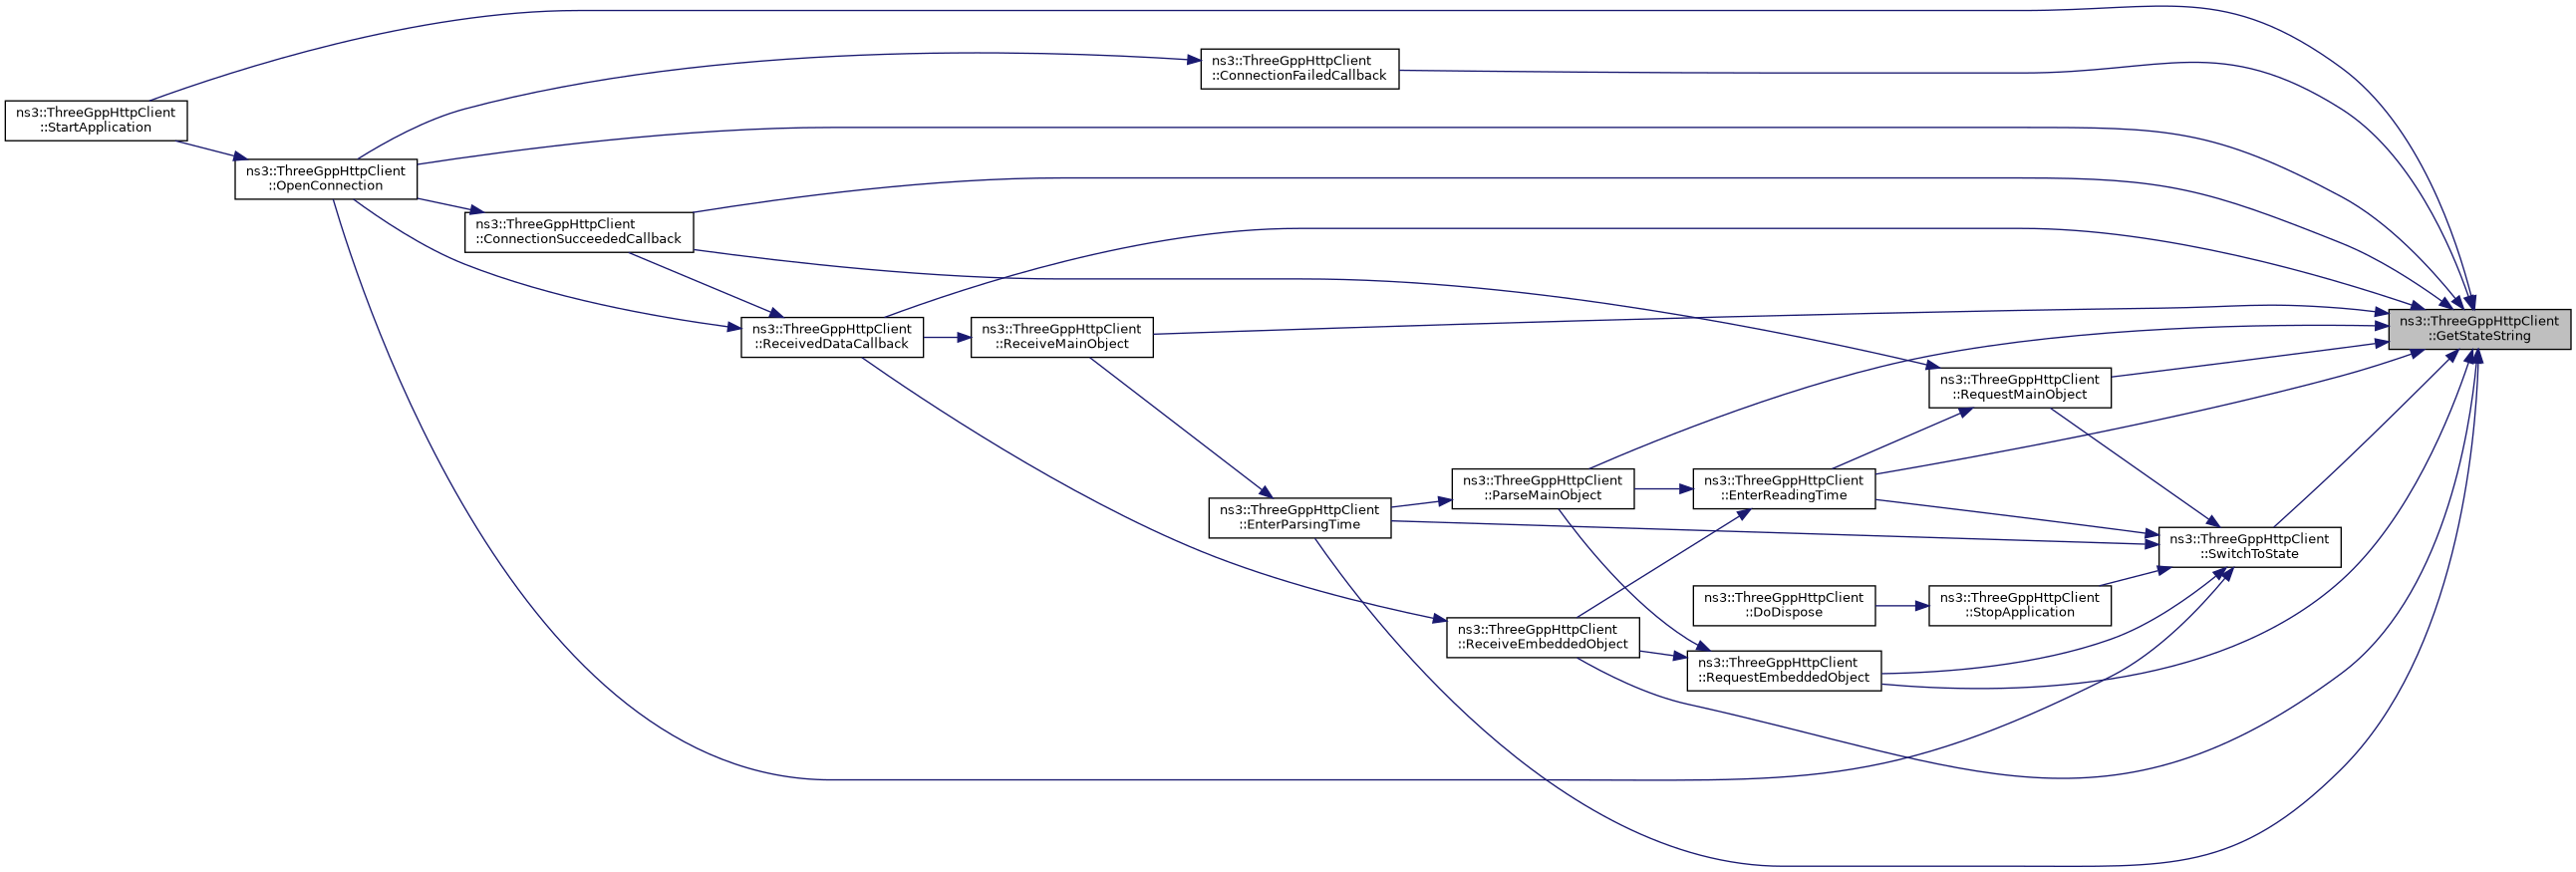 ns3::ThreeGppHttpClient
::ConnectionFailedCallback
ns3::ThreeGppHttpClient
::StartApplication
ns3::ThreeGppHttpClient
::OpenConnection
ns3::ThreeGppHttpClient
::ConnectionSucceededCallback
ns3::ThreeGppHttpClient
::ReceivedDataCallback
ns3::ThreeGppHttpClient
::ReceiveMainObject
ns3::ThreeGppHttpClient
::GetStateString
ns3::ThreeGppHttpClient
::RequestMainObject
ns3::ThreeGppHttpClient
::ParseMainObject
ns3::ThreeGppHttpClient
::EnterReadingTime
ns3::ThreeGppHttpClient
::EnterParsingTime
ns3::ThreeGppHttpClient
::SwitchToState
ns3::ThreeGppHttpClient
::DoDispose
ns3::ThreeGppHttpClient
::StopApplication
ns3::ThreeGppHttpClient
::ReceiveEmbeddedObject
ns3::ThreeGppHttpClient
::RequestEmbeddedObject